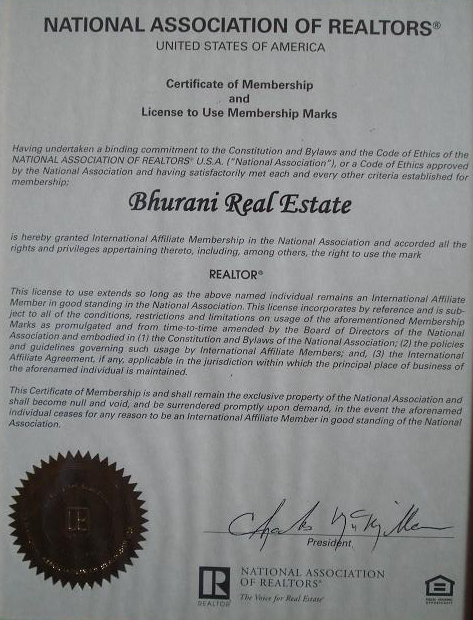 NATIONAL ASSOCIATION OF REALTORS®
UNITED STATES OF AMERICA
Certificate of Membership
and
License to Use Membership Marks
Having undertaken a binding commitment to the Constitution and Bylaws and the Code of Ethics of the
NATIONAL ASSOCIATION OF REALTORS® U.S.A. ("National Association"), or a Code of Ethics approved
by the National Association and having satisfactorily met each and every other criteria established for
membership;
Bhurani Real Estate
is hereby granted International Affiliate Membership in the National Association and accorded all the
rights and privileges appertaining thereto, including, among others, the right to use the mark
REALTOR®
This license to use extends so long as the above named individual remains an International Affiliate
Member in good standing in the National Association. This license incorporates by reference and is sub-
ject to all of the conditions, restrictions and limitations on usage of the aforementioned Membership
Marks as promulgated and from time-to-time amended by the Board of Directors of the National
Association and embodied in (1) the Constitution and Bylaws of the National Association; (2) the policies
and guidelines governing such usage by International Affiliate Members; and, (3) the International
Affiliate Agreement, if any, applicable in the jurisdiction within which the principal place of business of
the aforenamed individual is maintained.
This Certificate of Membership is and shall remain the exclusive property of the National Association and
shall become null and void, and be surrendered promptly upon demand, in the event the aforenamed
individual ceases for any reason to be an International Affiliate Member in good standing of the National
Association.
President
NATIONAL ASSOCIATION
OF REALTORS®
The Voice for Real Estate®
R
REALTOR®